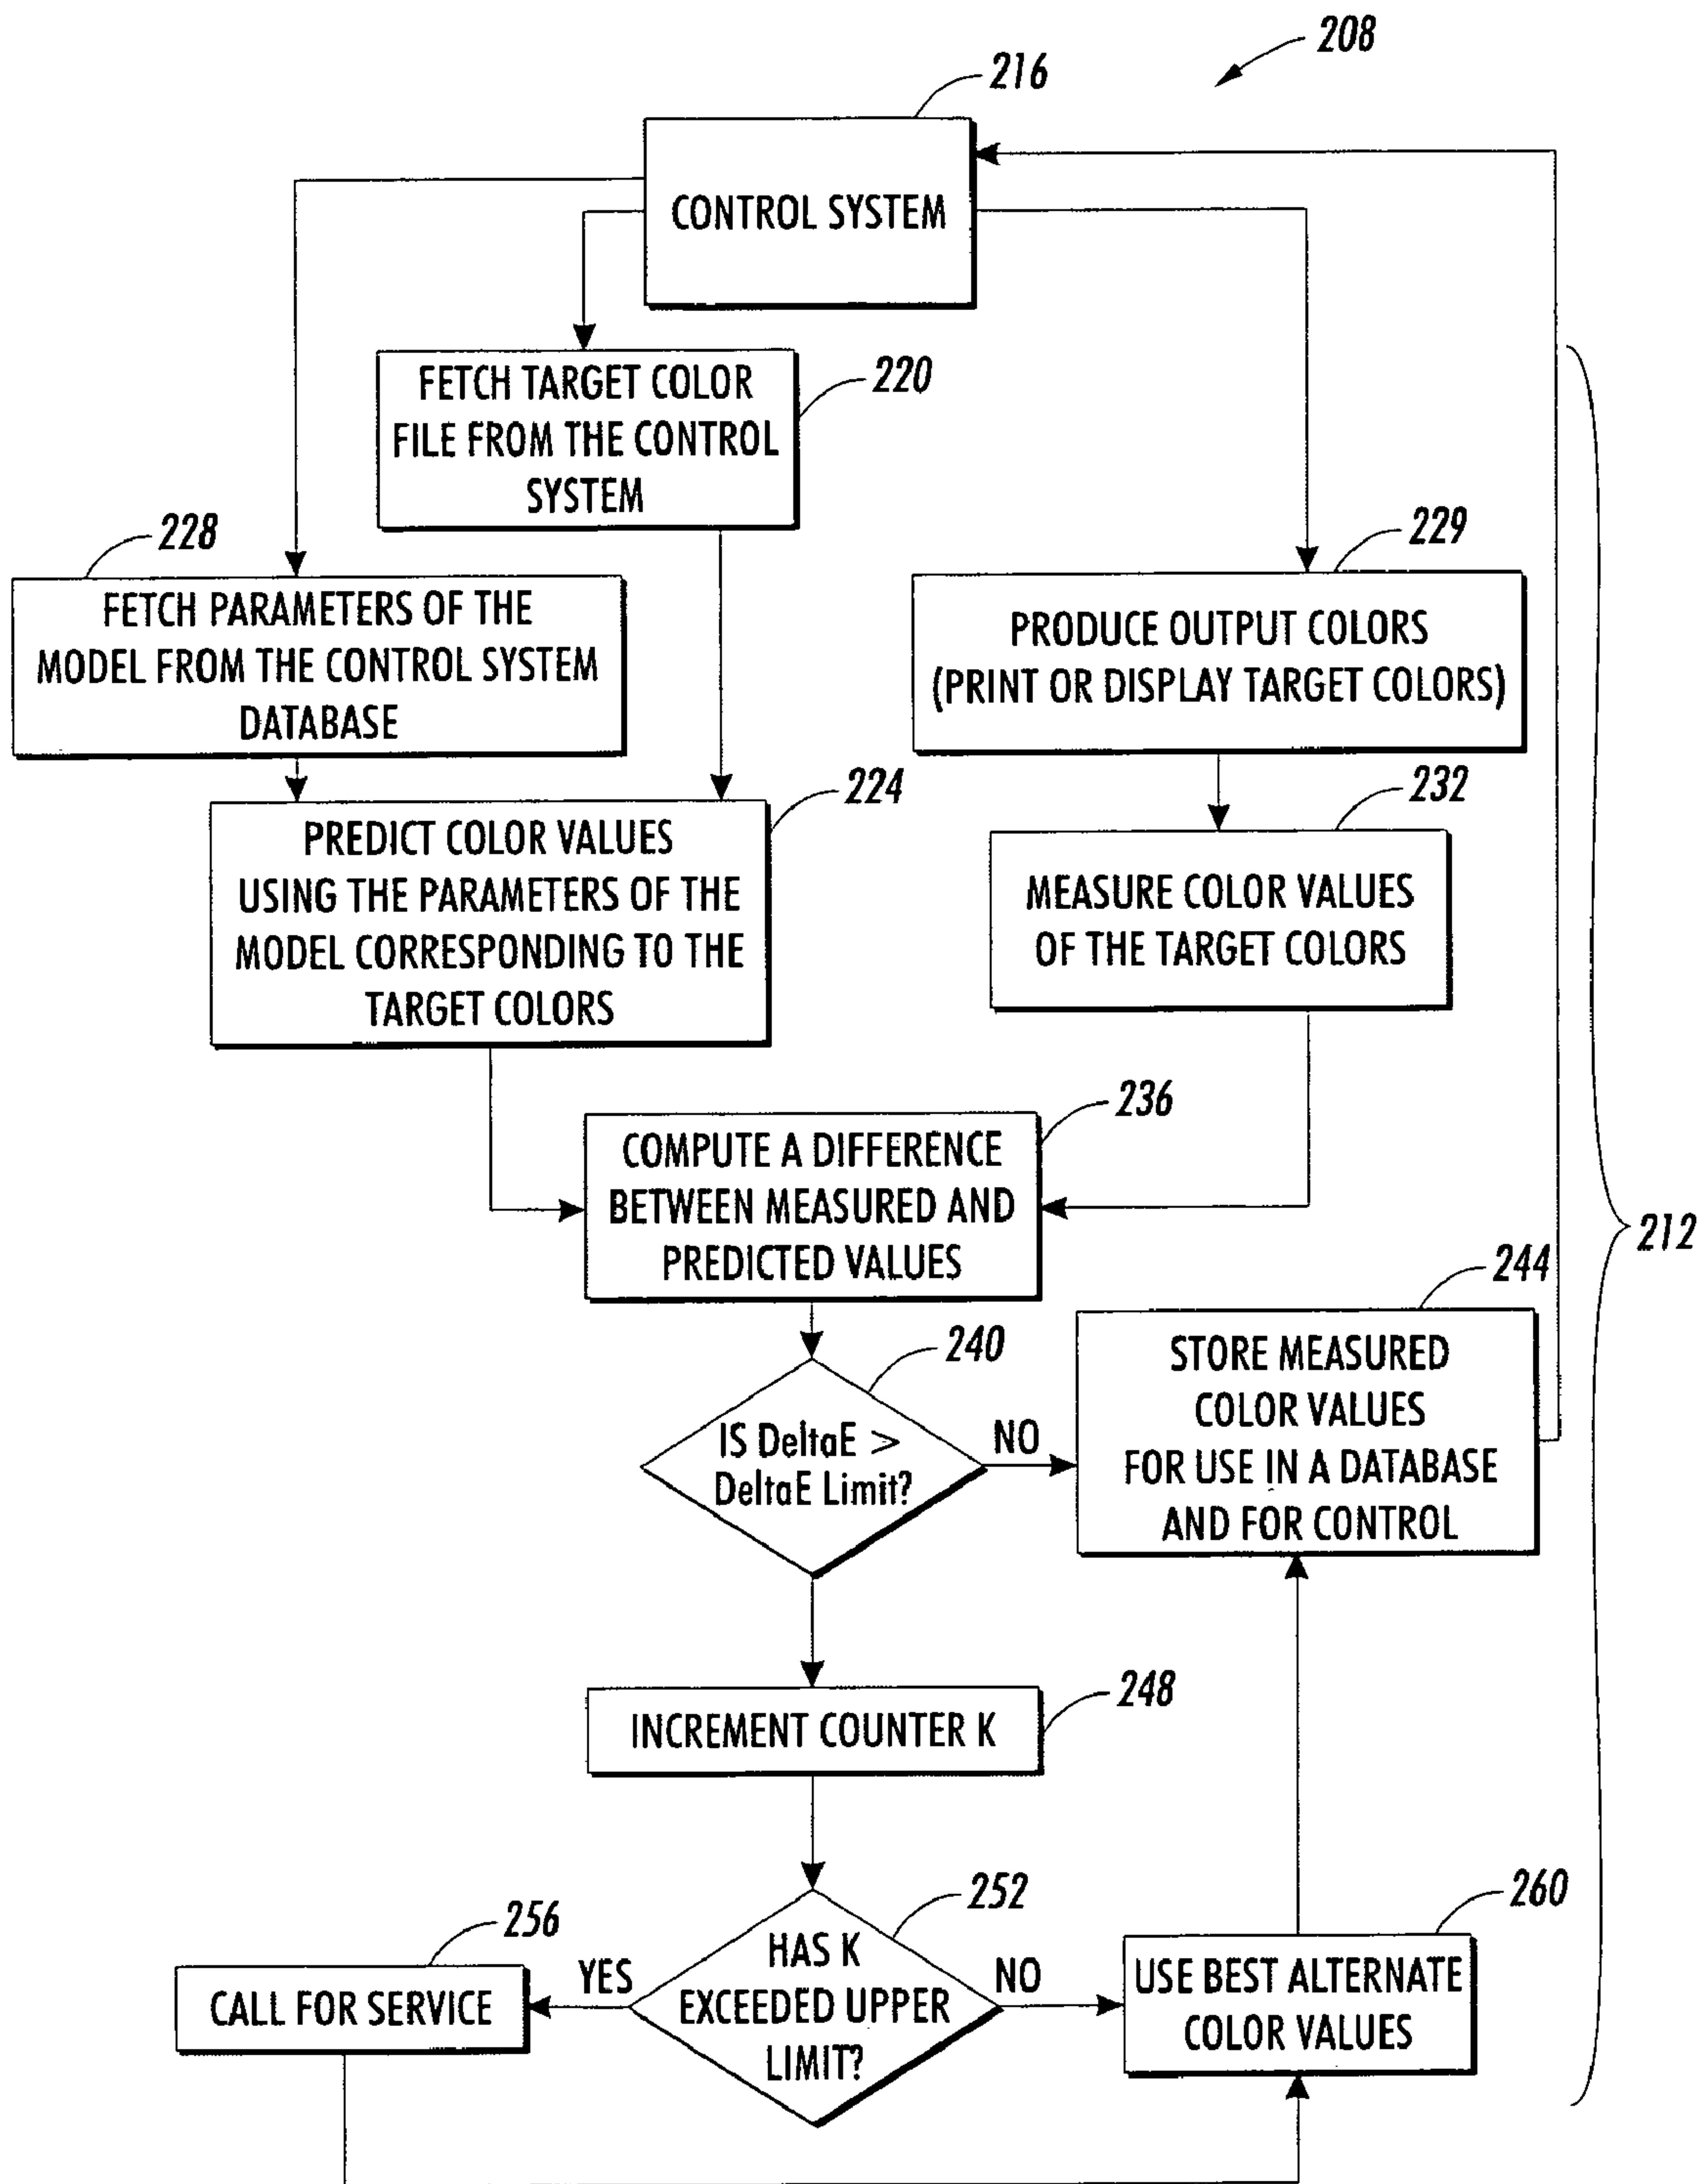 208
216
CONTROL SYSTEM
FETCH TARGET COLOR
FILE FROM THE CONTROL
SYSTEM
220
228
FETCH PARAMETERS OF THE
MODEL FROM THE CONTROL SYSTEM
DATABASE
229
PRODUCE OUTPUT COLORS
(PRINT OR DISPLAY TARGET COLORS)
224
PREDICT COLOR VALUES
USING THE PARAMETERS OF THE
MODEL CORRESPONDING TO THE
TARGET COLORS
232
MEASURE COLOR VALUES
OF THE TARGET COLORS
236
COMPUTE A DIFFERENCE
BETWEEN MEASURED AND
PREDICTED VALUES
212
240
IS DeltaE >
DeltaE Limit?
NO
244
STORE MEASURED
COLOR VALUES
FOR USE IN A DATABASE
AND FOR CONTROL
248
INCREMENT COUNTER K
252
HAS K
EXCEEDED UPPER
LIMIT?
YES
NO
256
CALL FOR SERVICE
260
USE BEST ALTERNATE
COLOR VALUES